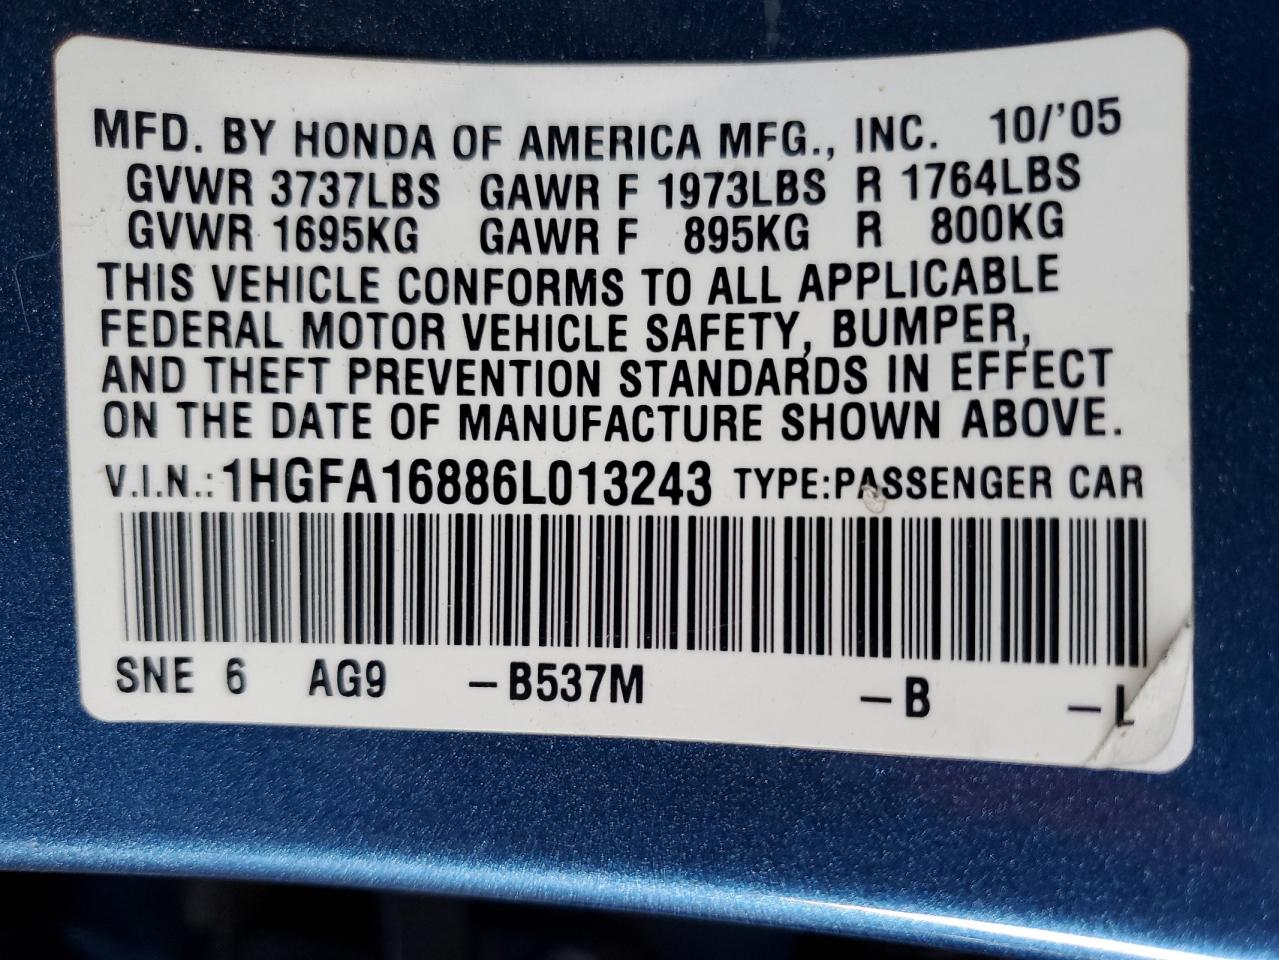 MFD. BY HONDA OF AMERICA MFG., INC. 10/'05
GVWR 3737LBS GAWR F 1973LBS R 1764LBS
GVWR 1695KG GAWR F 895KG R 800KG
THIS VEHICLE CONFORMS TO ALL APPLICABLE
FEDERAL MOTOR VEHICLE SAFETY, BUMPER,
AND THEFT PREVENTION STANDARDS IN EFFECT
ON THE DATE OF MANUFACTURE SHOWN ABOVE.
V.I.N.: 1HGFA16886L013243 TYPE:PASSENGER CAR
SNE 6 AG9 -B537M -B -L